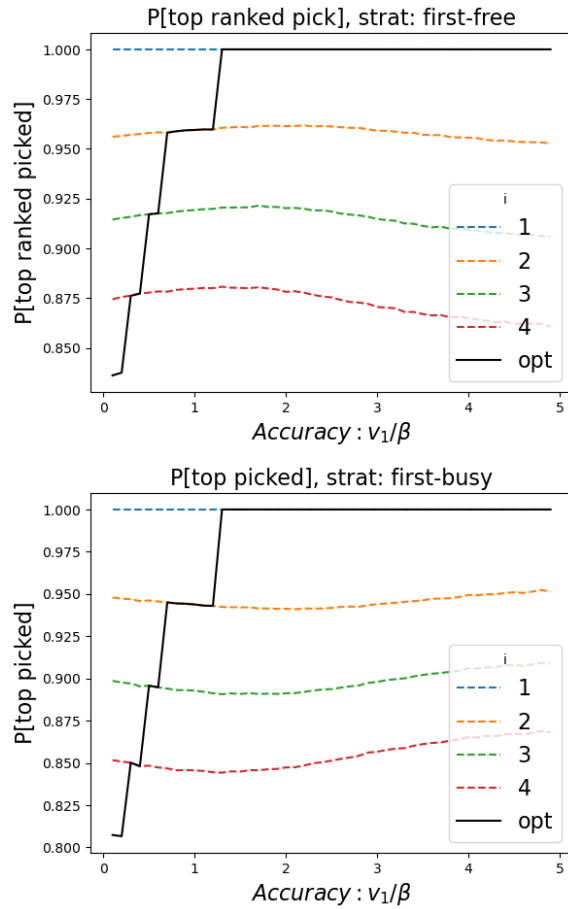 P[top ranked pick], strat: first-free
P[top ranked picked]
1.000
0.975
0.950
0.925
0.900
0.875
0.850
i
1
2
3
4
opt
0 1 2 3 4 5
Accuracy : v₁/β
P[top picked], strat: first-busy
P[top picked]
1.000
0.975
0.950
0.925
0.900
0.875
0.850
0.825
0.800
i
1
2
3
4
opt
0 1 2 3 4 5
Accuracy : v₁/β